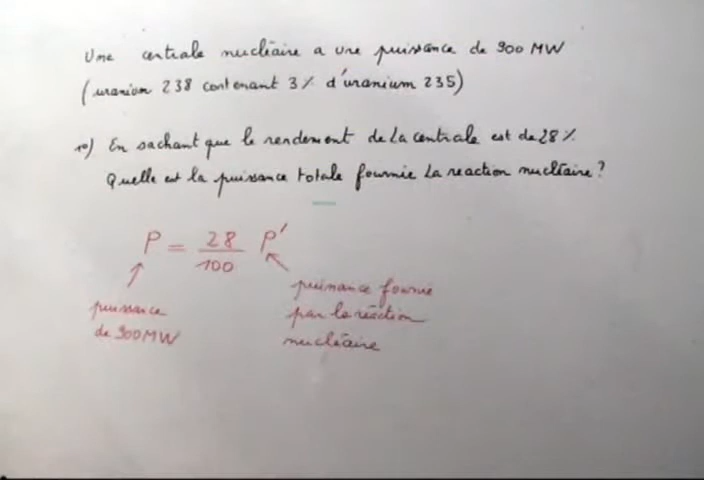 Une centrale nucléaire a une puissance de 900 MW
(uranium 238 contenant 3% d'uranium 235)
1°) En sachant que le rendement de la centrale est de 28%.
Quelle est la puissance totale fournie la reaction nucléaire ?
P = 28/100 P'
puissance
de 900 MW
puissance fournie
par la réaction
nucléaire